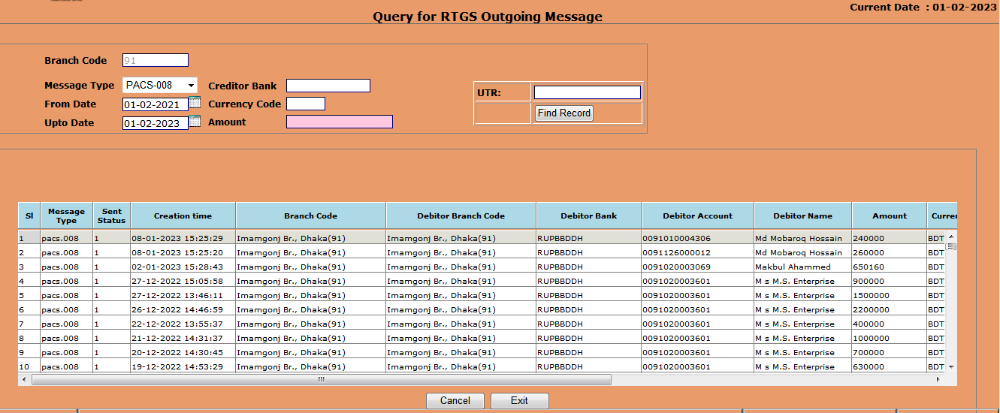 Current Date : 01-02-2023
Query for RTGS Outgoing Message
Branch Code 91
Message Type PACS-008 Creditor Bank
UTR:
From Date 01-02-2021 Currency Code
Find Record
Upto Date 01-02-2023 Amount
Sl Message Type Sent Status Creation time Branch Code Debitor Branch Code Debitor Bank Debitor Account Debitor Name Amount Curren
1 pacs.008 1 08-01-2023 15:25:29 Imamgonj Br., Dhaka(91) Imamgonj Br., Dhaka(91) RUPBBDDH 0091010004306 Md Mobaroq Hossain 240000 BDT
2 pacs.008 1 08-01-2023 15:25:20 Imamgonj Br., Dhaka(91) Imamgonj Br., Dhaka(91) RUPBBDDH 0091126000012 Md Mobaroq Hossain 260000 BDT
3 pacs.008 1 02-01-2023 15:28:43 Imamgonj Br., Dhaka(91) Imamgonj Br., Dhaka(91) RUPBBDDH 0091020003069 Makbul Ahammed 650160 BDT
4 pacs.008 1 27-12-2022 15:05:58 Imamgonj Br., Dhaka(91) Imamgonj Br., Dhaka(91) RUPBBDDH 0091020003601 M s M.S. Enterprise 900000 BDT
5 pacs.008 1 27-12-2022 13:46:11 Imamgonj Br., Dhaka(91) Imamgonj Br., Dhaka(91) RUPBBDDH 0091020003601 M s M.S. Enterprise 1500000 BDT
6 pacs.008 1 26-12-2022 14:46:59 Imamgonj Br., Dhaka(91) Imamgonj Br., Dhaka(91) RUPBBDDH 0091020003601 M s M.S. Enterprise 2200000 BDT
7 pacs.008 1 22-12-2022 13:55:37 Imamgonj Br., Dhaka(91) Imamgonj Br., Dhaka(91) RUPBBDDH 0091020003601 M s M.S. Enterprise 400000 BDT
8 pacs.008 1 21-12-2022 14:31:37 Imamgonj Br., Dhaka(91) Imamgonj Br., Dhaka(91) RUPBBDDH 0091020003601 M s M.S. Enterprise 1000000 BDT
9 pacs.008 1 20-12-2022 14:30:45 Imamgonj Br., Dhaka(91) Imamgonj Br., Dhaka(91) RUPBBDDH 0091020003601 M s M.S. Enterprise 700000 BDT
10 pacs.008 1 19-12-2022 14:53:29 Imamgonj Br., Dhaka(91) Imamgonj Br., Dhaka(91) RUPBBDDH 0091020003601 M s M.S. Enterprise 630000 BDT
Cancel Exit